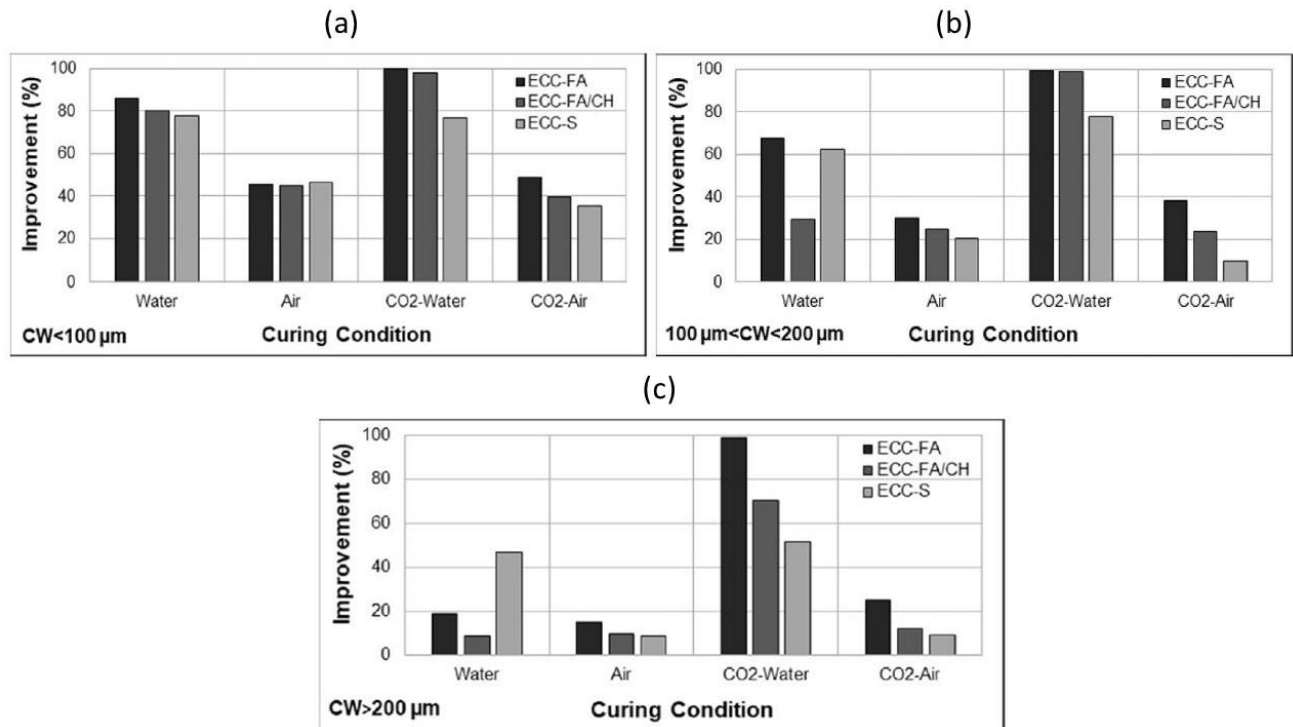 (a)
Improvement (%)
100
80
60
40
20
0
ECC-FA
ECC-FA/CH
ECC-S
Water Air CO2-Water CO2-Air
CW<100 µm Curing Condition
(b)
Improvement (%)
100
80
60
40
20
0
ECC-FA
ECC-FA/CH
ECC-S
Water Air CO2-Water CO2-Air
100 µm<CW<200 µm Curing Condition
(c)
Improvement (%)
100
80
60
40
20
0
ECC-FA
ECC-FA/CH
ECC-S
Water Air CO2-Water CO2-Air
CW>200 µm Curing Condition